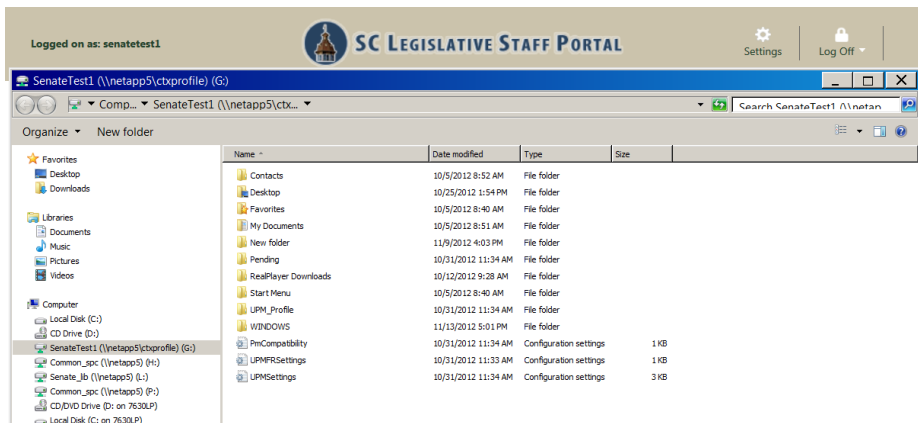 Logged on as: senatetest1
SC LEGISLATIVE STAFF PORTAL
Settings
Log Off
SenateTest1 (\\netapp5\ctxprofile) (G:)
Comp... SenateTest1 (\\netapp5\ctx...
Search SenateTest1 (\\netap
Organize New folder
Name Date modified Type Size
Contacts 10/5/2012 8:52 AM File folder
Desktop 10/25/2012 1:54 PM File folder
Favorites 10/5/2012 8:40 AM File folder
My Documents 10/5/2012 8:51 AM File folder
New folder 11/9/2012 4:03 PM File folder
Pending 10/31/2012 11:34 AM File folder
RealPlayer Downloads 10/12/2012 9:28 AM File folder
Start Menu 10/5/2012 8:40 AM File folder
UPM_Profile 10/31/2012 11:34 AM File folder
WINDOWS 11/13/2012 5:01 PM File folder
PmCompatibility 10/31/2012 11:34 AM Configuration settings 1 KB
UPMFRSettings 10/31/2012 11:33 AM Configuration settings 1 KB
UPMSettings 10/31/2012 11:34 AM Configuration settings 3 KB
Favorites
Desktop
Downloads
Libraries
Documents
Music
Pictures
Videos
Computer
Local Disk (C:)
CD Drive (D:)
SenateTest1 (\\netapp5\ctxprofile) (G:)
Common_spc (\\netapp5) (H:)
Senate_lib (\\netapp5) (L:)
Common_spc (\\netapp5) (P:)
CD/DVD Drive (D: on 7630LP)
Local Disk (C: on 7630LP)